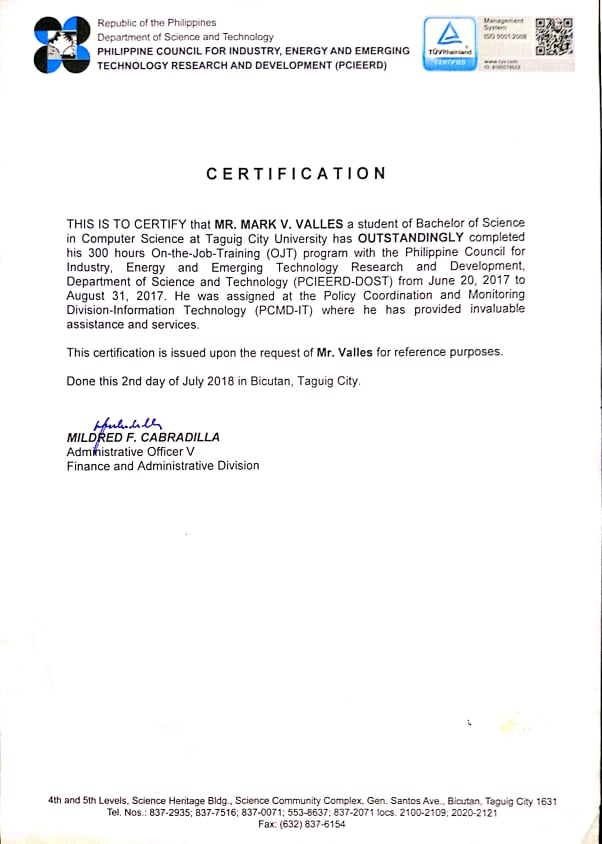 Republic of the Philippines
Department of Science and Technology
PHILIPPINE COUNCIL FOR INDUSTRY, ENERGY AND EMERGING
TECHNOLOGY RESEARCH AND DEVELOPMENT (PCIEERD)
TÜVRheinland
CERTIFIED
Management
System
ISO 9001:2008
www.tuv.com
CERTIFICATION
THIS IS TO CERTIFY that MR. MARK V. VALLES a student of Bachelor of Science
in Computer Science at Taguig City University has OUTSTANDINGLY completed
his 300 hours On-the-Job-Training (OJT) program with the Philippine Council for
Industry, Energy and Emerging Technology Research and Development,
Department of Science and Technology (PCIEERD-DOST) from June 20, 2017 to
August 31, 2017. He was assigned at the Policy Coordination and Monitoring
Division-Information Technology (PCMD-IT) where he has provided invaluable
assistance and services.
This certification is issued upon the request of Mr. Valles for reference purposes.
Done this 2nd day of July 2018 in Bicutan, Taguig City.
MILDRED F. CABRADILLA
Administrative Officer V
Finance and Administrative Division
4th and 5th Levels, Science Heritage Bldg., Science Community Complex, Gen. Santos Ave., Bicutan, Taguig City 1631
Tel. Nos.: 837-2935; 837-7516; 837-0071; 553-8637; 837-2071 locs. 2100-2109; 2020-2121
Fax: (632) 837-6154